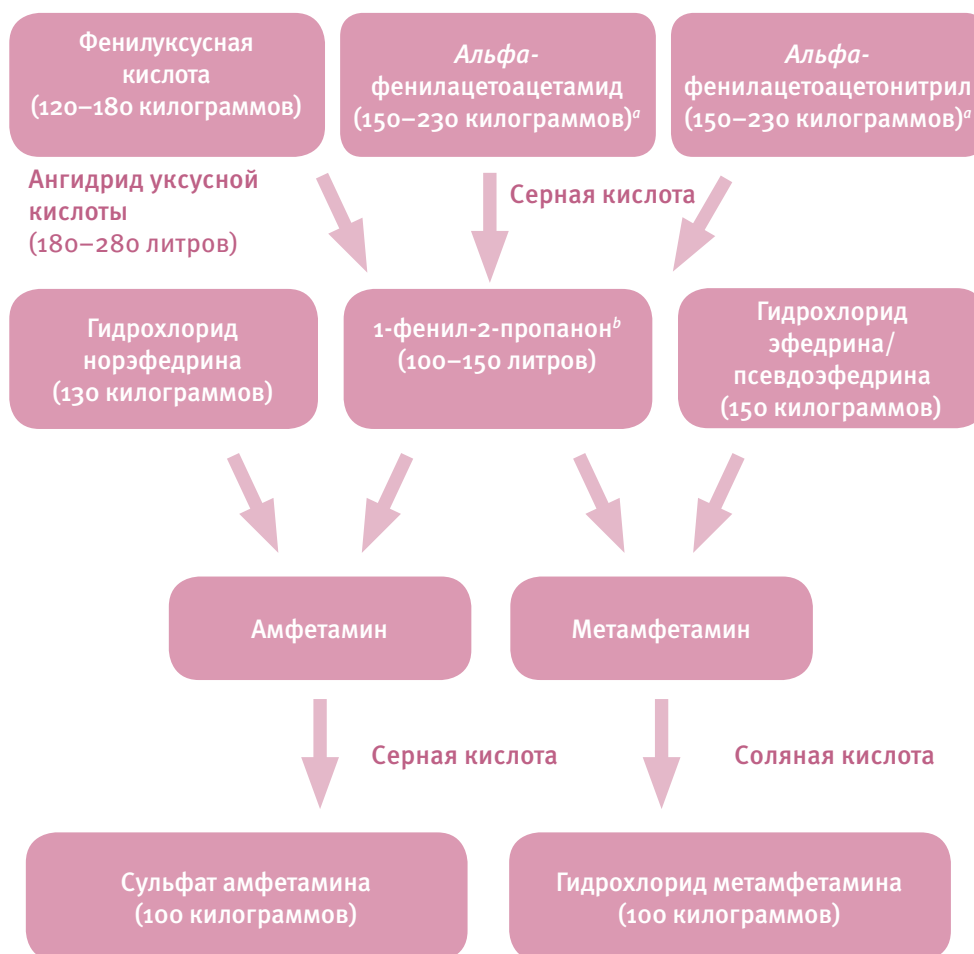 Фенилуксусная
кислота
(120–180 килограммов)
Альфа-
фенилацетоацетамид
(150–230 килограммов)ª
Альфа-
фенилацетоацетонитрил
(150–230 килограммов)ª
Ангидрид уксусной
кислоты
(180–280 литров)
Серная кислота
Гидрохлорид
норэфедрина
(130 килограммов)
1-фенил-2-пропанонᵇ
(100–150 литров)
Гидрохлорид
эфедрина/
псевдоэфедрина
(150 килограммов)
Амфетамин
Метамфетамин
Серная кислота
Соляная кислота
Сульфат амфетамина
(100 килограммов)
Гидрохлорид метамфетамина
(100 килограммов)